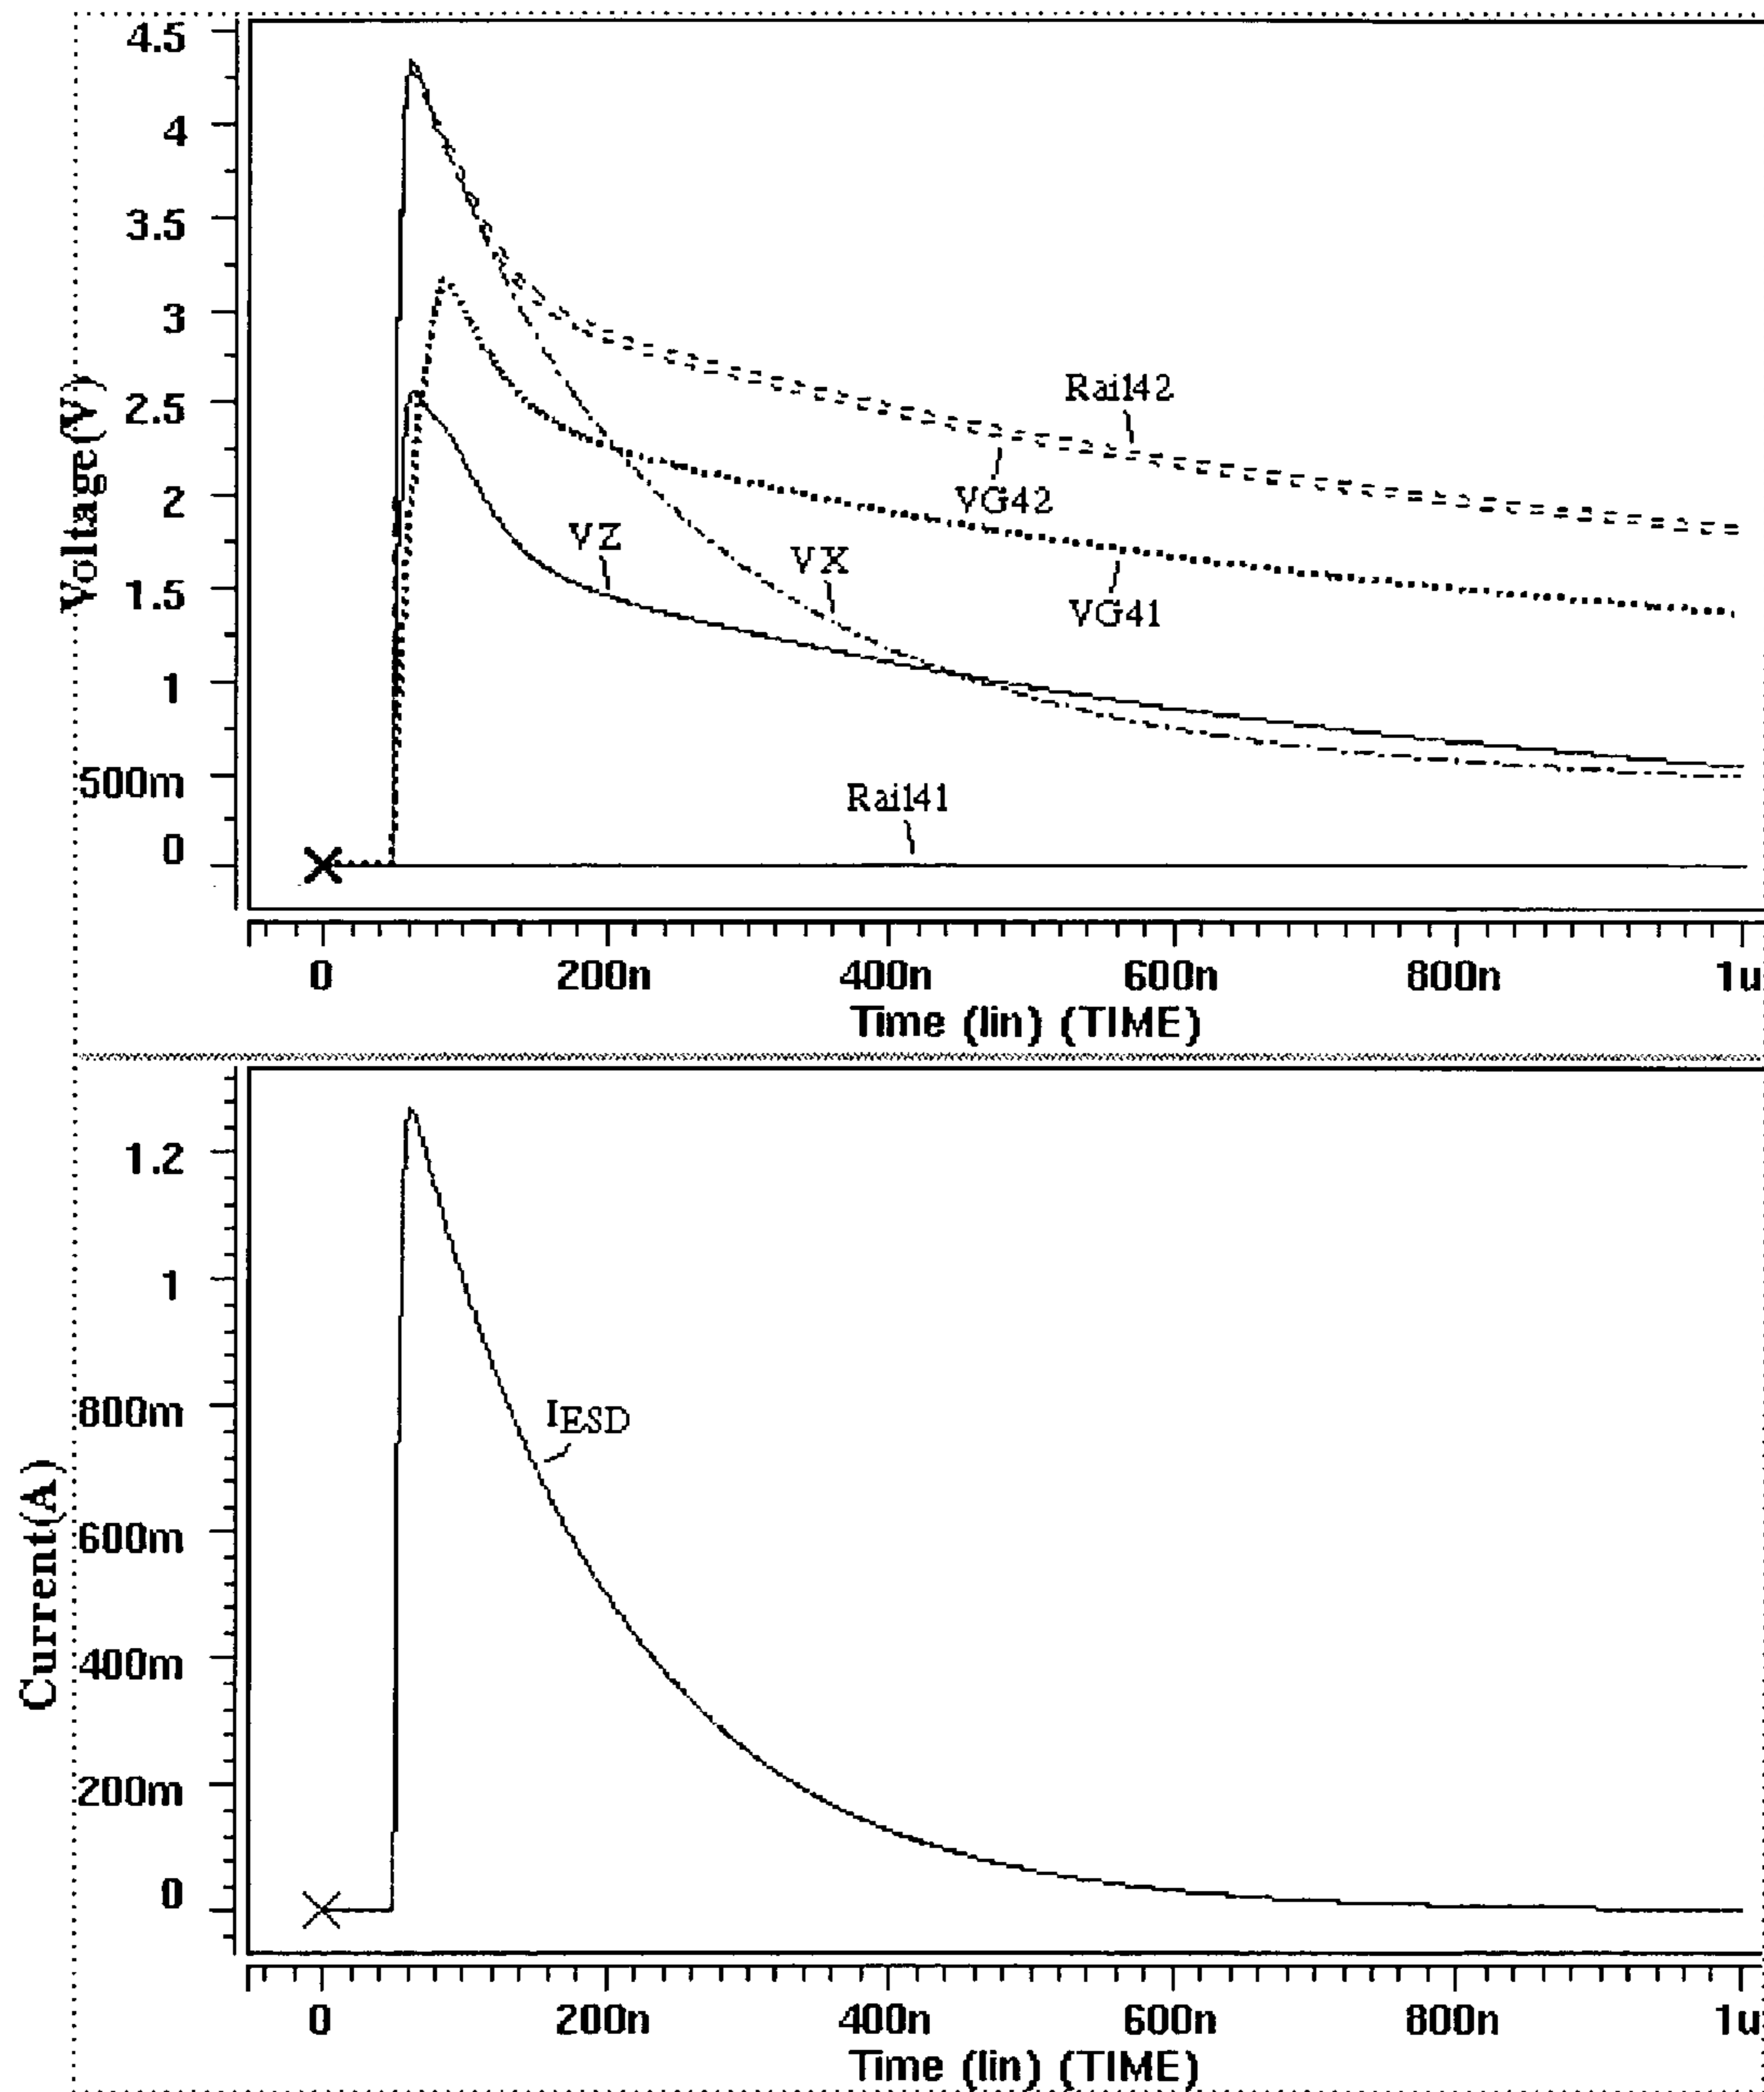 4.5
4
3.5
3
2.5
2
1.5
1
500m
0
Voltage(V)
Rail42
VG42
VZ
VX
VG41
Rail41
0 200n 400n 600n 800n 1u
Time (lin) (TIME)
1.2
1
800m
600m
400m
200m
0
Current(A)
IESD
0 200n 400n 600n 800n 1u
Time (lin) (TIME)